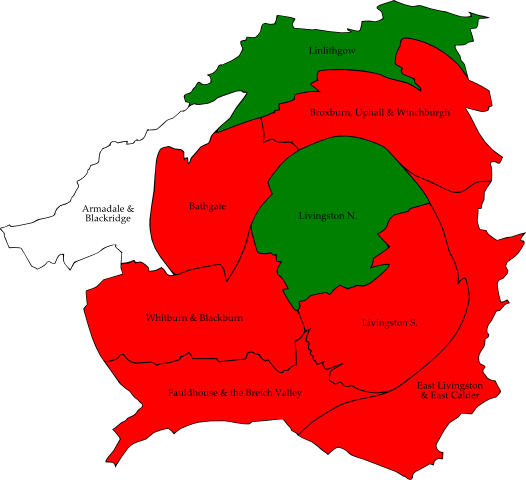 Linlithgow
Broxburn, Uphall & Winchburgh
Armadale &
Blackridge
Bathgate
Livingston N.
Whitburn & Blackburn
Livingston S.
Fauldhouse & the Breich Valley
East Livingston
& East Calder